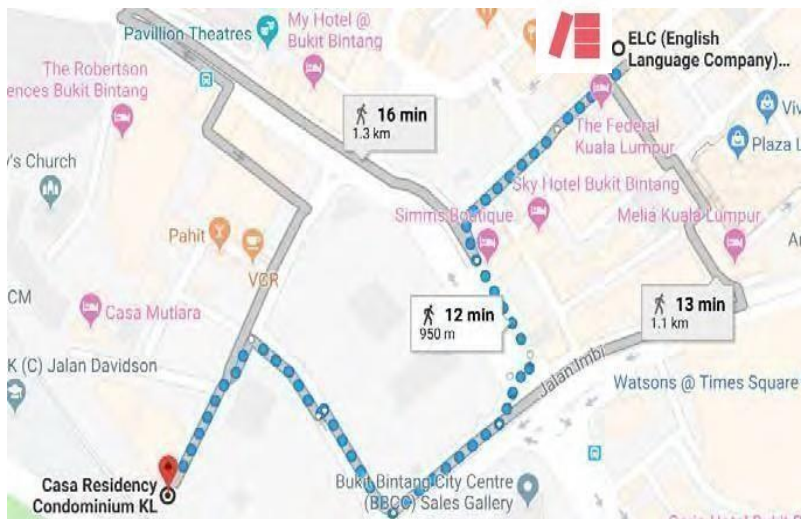 Pavillion Theatres
My Hotel @
Bukit Bintang
ELC (English
Language Company)...
The Robertson
ences Bukit Bintang
16 min
1.3 km
The Federal
Kuala Lumpur
Viv
Plaza L
y's Church
Sky Hotel Bukit Bintang
Simms Boutique
Melia Kuala Lumpur
Pahit
VCR
CM
Casa Mutiara
12 min
950 m
13 min
1.1 km
K (C) Jalan Davidson
Jalan Imbi
Watsons @ Times Square
Casa Residency
Condominium KL
Bukit Bintang City Centre
(BBCC) Sales Gallery